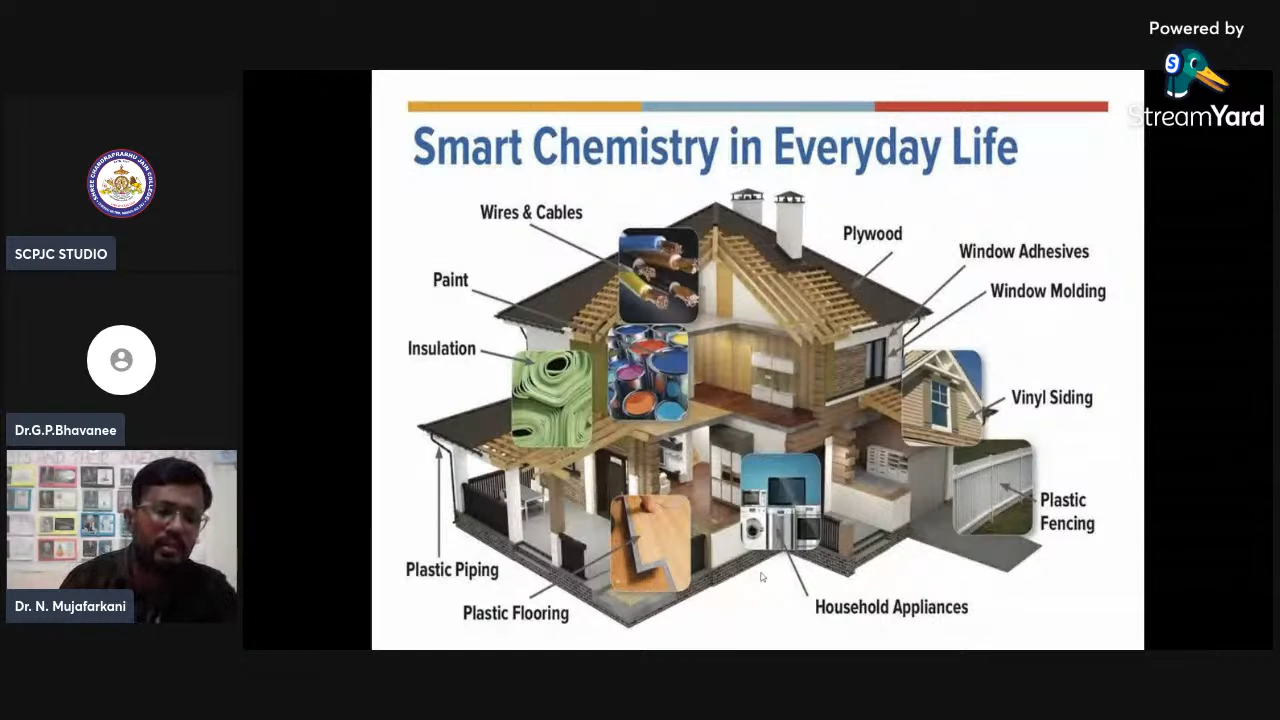 Powered by
StreamYard
SCPJC STUDIO
Dr.G.P.Bhavanee
Dr. N. Mujafarkani
Smart Chemistry in Everyday Life
Wires & Cables
Plywood
Window Adhesives
Paint
Window Molding
Insulation
Vinyl Siding
Plastic
Fencing
Plastic Piping
Plastic Flooring
Household Appliances